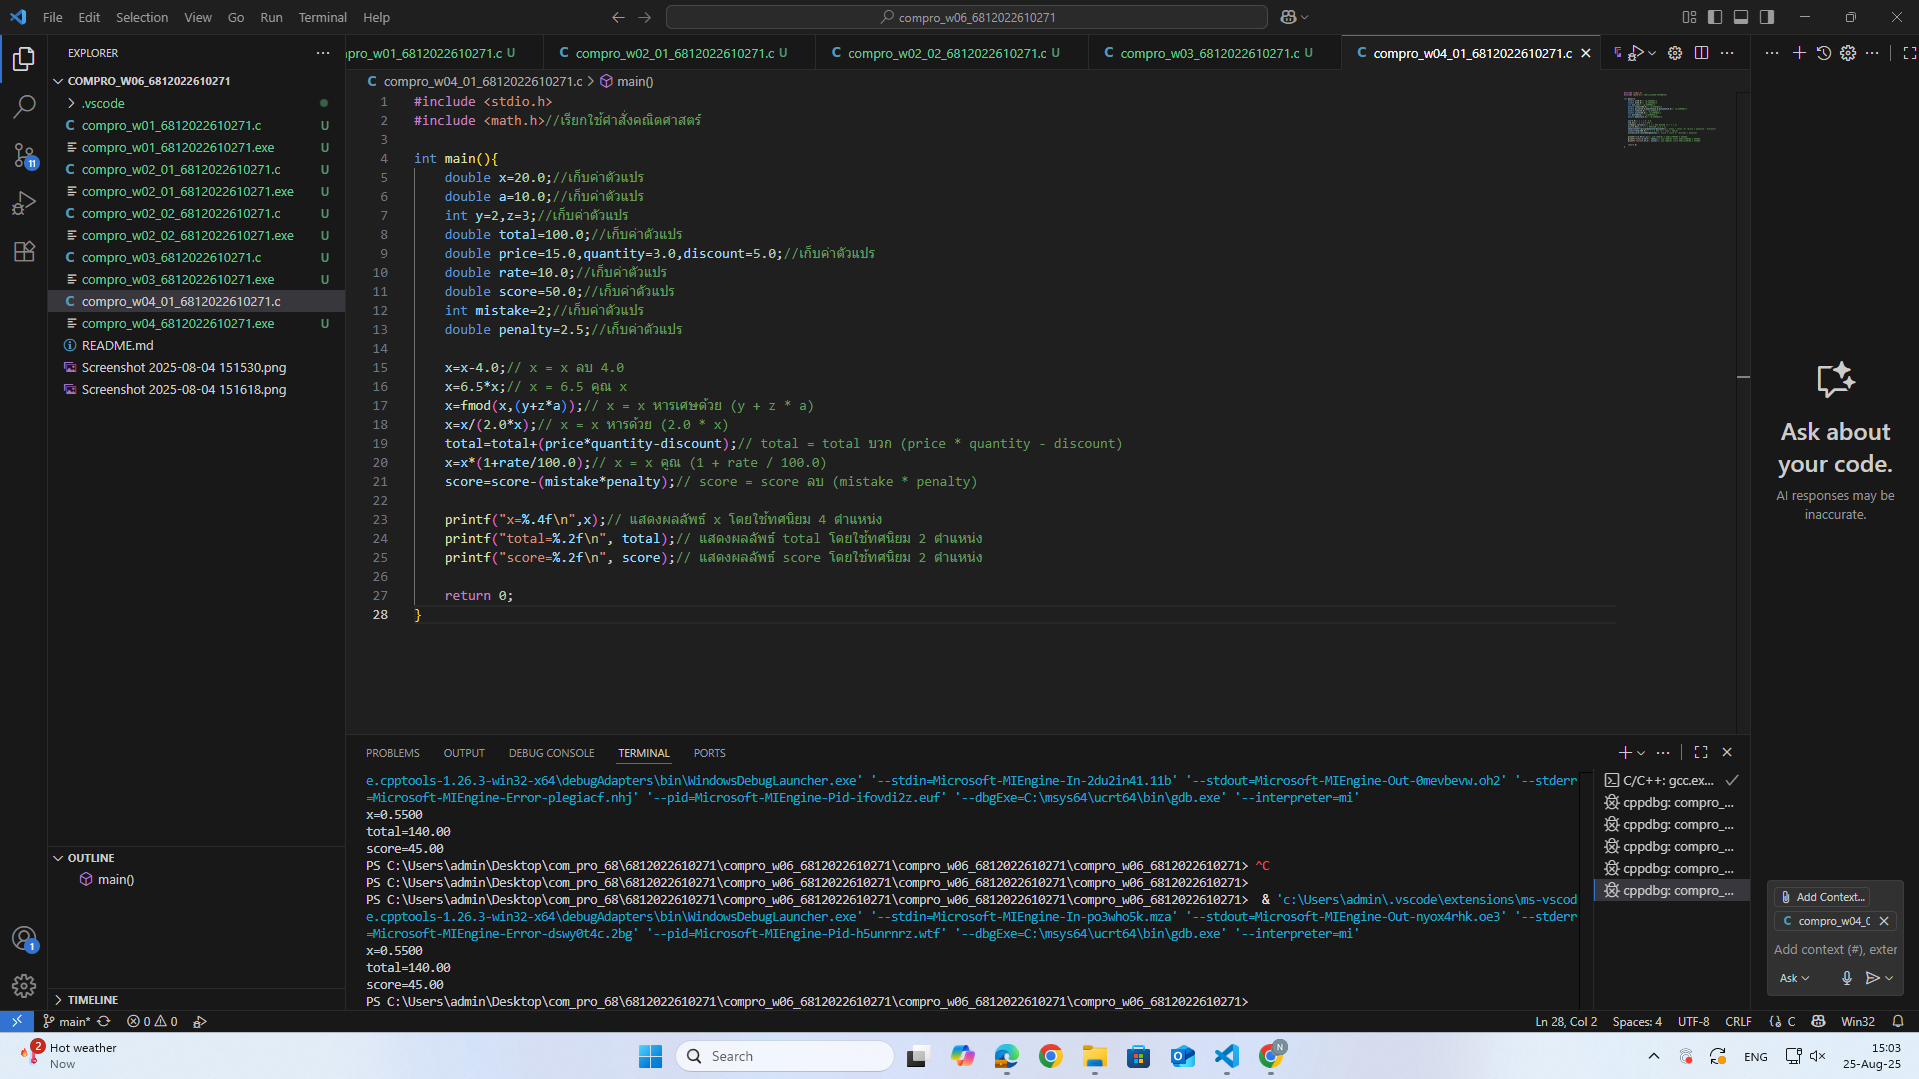 File Edit Selection View Go Run Terminal Help
compro_w06_6812022610271
EXPLORER
COMPRO_W06_6812022610271
.vscode
compro_w01_6812022610271.c U
compro_w01_6812022610271.exe U
compro_w02_01_6812022610271.c U
compro_w02_01_6812022610271.exe U
compro_w02_02_6812022610271.c U
compro_w02_02_6812022610271.exe U
compro_w03_6812022610271.c U
compro_w03_6812022610271.exe U
compro_w04_01_6812022610271.c
compro_w04_6812022610271.exe U
README.md
Screenshot 2025-08-04 151530.png
Screenshot 2025-08-04 151618.png
11
OUTLINE
main()
TIMELINE
1
pro_w01_6812022610271.c U compro_w02_01_6812022610271.c U compro_w02_02_6812022610271.c U compro_w03_6812022610271.c U compro_w04_01_6812022610271.c
compro_w04_01_6812022610271.c > main()
1 #include <stdio.h>
2 #include <math.h>//เรียกใช้คำสั่งคณิตศาสตร์
3
4 int main(){
5 double x=20.0;//เก็บค่าตัวแปร
6 double a=10.0;//เก็บค่าตัวแปร
7 int y=2,z=3;//เก็บค่าตัวแปร
8 double total=100.0;//เก็บค่าตัวแปร
9 double price=15.0,quantity=3.0,discount=5.0;//เก็บค่าตัวแปร
10 double rate=10.0;//เก็บค่าตัวแปร
11 double score=50.0;//เก็บค่าตัวแปร
12 int mistake=2;//เก็บค่าตัวแปร
13 double penalty=2.5;//เก็บค่าตัวแปร
14
15 x=x-4.0;// x = x ลบ 4.0
16 x=6.5*x;// x = 6.5 คูณ x
17 x=fmod(x,(y+z*a));// x = x หารเศษด้วย (y + z * a)
18 x=x/(2.0*x);// x = x หารด้วย (2.0 * x)
19 total=total+(price*quantity-discount);// total = total บวก (price * quantity - discount)
20 x=x*(1+rate/100.0);// x = x คูณ (1 + rate / 100.0)
21 score=score-(mistake*penalty);// score = score ลบ (mistake * penalty)
22
23 printf("x=%.4f\n",x);// แสดงผลลัพธ์ x โดยใช้ทศนิยม 4 ตำแหน่ง
24 printf("total=%.2f\n", total);// แสดงผลลัพธ์ total โดยใช้ทศนิยม 2 ตำแหน่ง
25 printf("score=%.2f\n", score);// แสดงผลลัพธ์ score โดยใช้ทศนิยม 2 ตำแหน่ง
26
27 return 0;
28 }
PROBLEMS OUTPUT DEBUG CONSOLE TERMINAL PORTS
e.cpptools-1.26.3-win32-x64\debugAdapters\bin\WindowsDebugLauncher.exe' '--stdin=Microsoft-MIEngine-In-2du2in41.11b' '--stdout=Microsoft-MIEngine-Out-0mevbevw.oh2' '--stderr
=Microsoft-MIEngine-Error-plegiacf.nhj' '--pid=Microsoft-MIEngine-Pid-ifovdi2z.euf' '--dbgExe=C:\msys64\ucrt64\bin\gdb.exe' '--interpreter=mi'
x=0.5500
total=140.00
score=45.00
PS C:\Users\admin\Desktop\com_pro_68\6812022610271\compro_w06_6812022610271\compro_w06_6812022610271\compro_w06_6812022610271> ^C
PS C:\Users\admin\Desktop\com_pro_68\6812022610271\compro_w06_6812022610271\compro_w06_6812022610271\compro_w06_6812022610271>
PS C:\Users\admin\Desktop\com_pro_68\6812022610271\compro_w06_6812022610271\compro_w06_6812022610271\compro_w06_6812022610271> & 'c:\Users\admin\.vscode\extensions\ms-vscod
e.cpptools-1.26.3-win32-x64\debugAdapters\bin\WindowsDebugLauncher.exe' '--stdin=Microsoft-MIEngine-In-po3who5k.mza' '--stdout=Microsoft-MIEngine-Out-nyox4rhk.oe3' '--stderr
=Microsoft-MIEngine-Error-dswy0t4c.2bg' '--pid=Microsoft-MIEngine-Pid-h5unrnrz.wtf' '--dbgExe=C:\msys64\ucrt64\bin\gdb.exe' '--interpreter=mi'
x=0.5500
total=140.00
score=45.00
PS C:\Users\admin\Desktop\com_pro_68\6812022610271\compro_w06_6812022610271\compro_w06_6812022610271\compro_w06_6812022610271>
C/C++: gcc.ex...
cppdbg: compro_...
cppdbg: compro_...
cppdbg: compro_...
cppdbg: compro_...
cppdbg: compro_...
Ask about
your code.
AI responses may be
inaccurate.
Add Context...
compro_w04_0
Add context (#), exter
Ask
main* 0 0
Ln 28, Col 2 Spaces: 4 UTF-8 CRLF C Win32
2
Hot weather
Now
Search
N
ENG
15:03
25-Aug-25